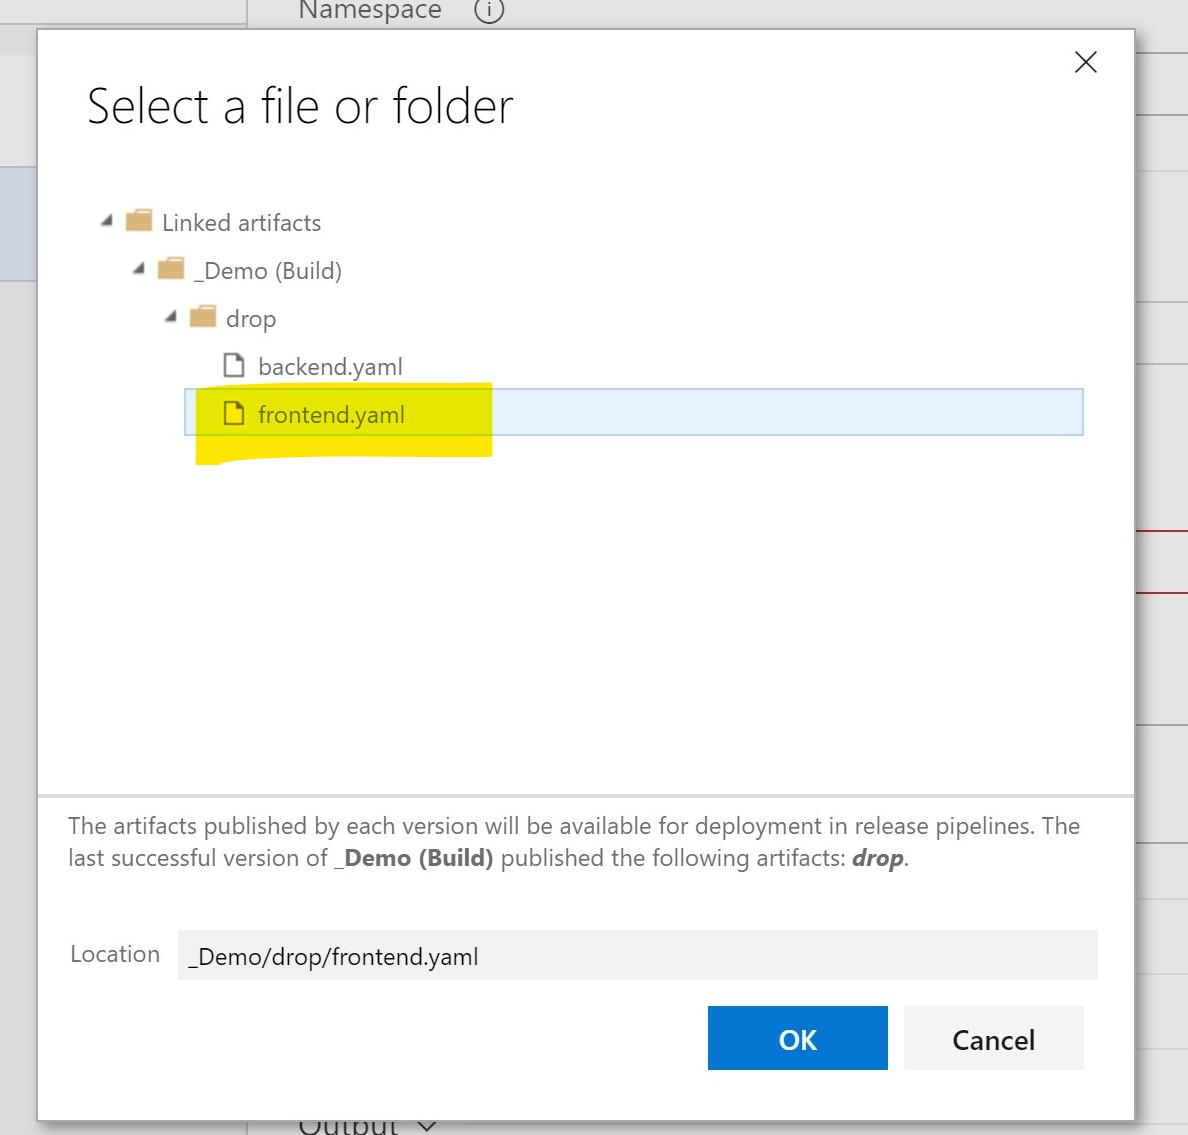 Namespace
Select a file or folder
Linked artifacts
_Demo (Build)
drop
backend.yaml
frontend.yaml
The artifacts published by each version will be available for deployment in release pipelines. The
last successful version of _Demo (Build) published the following artifacts: drop.
Location
_Demo/drop/frontend.yaml
OK
Cancel
Output